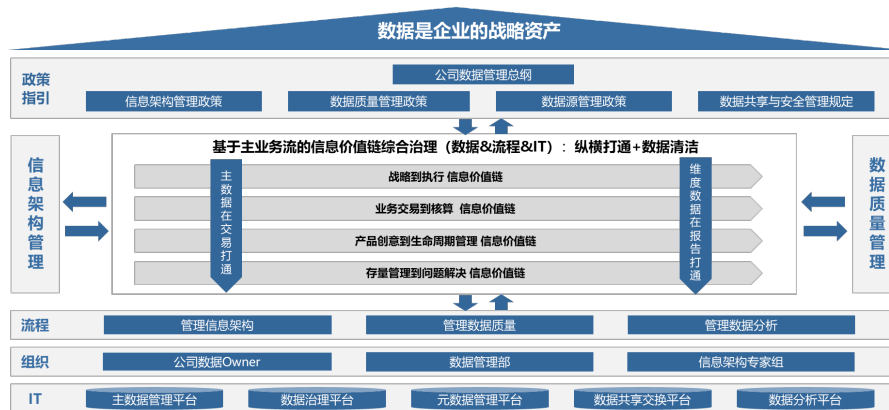 数据是企业的战略资产
政策
指引
公司数据管理总纲
信息架构管理政策
数据质量管理政策
数据源管理政策
数据共享与安全管理规定
信息架构管理
基于主业务流的信息价值链综合治理（数据&流程&IT）：纵横打通+数据清洁
主数据在交易打通
战略到执行 信息价值链
业务交易到核算 信息价值链
产品创意到生命周期管理 信息价值链
存量管理到问题解决 信息价值链
维度数据在报告打通
数据质量管理
流程
管理信息架构
管理数据质量
管理数据分析
组织
公司数据Owner
数据管理部
信息架构专家组
IT
主数据管理平台
数据治理平台
元数据管理平台
数据共享交换平台
数据分析平台